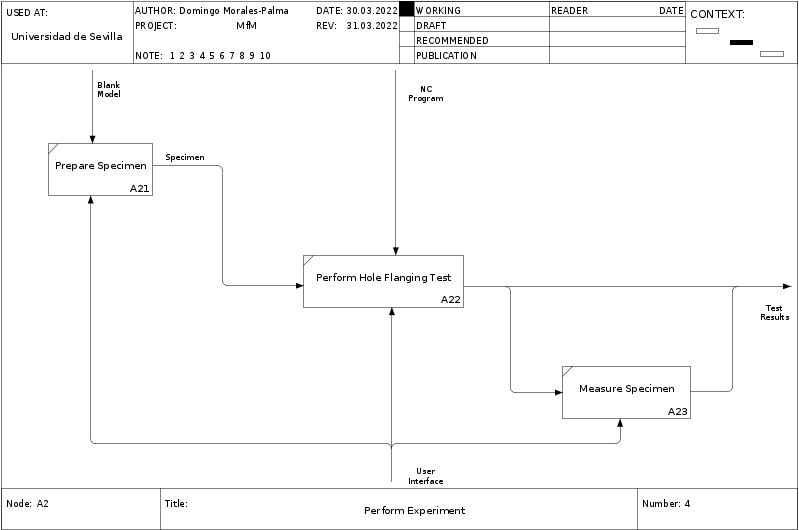 USED AT:
Universidad de Sevilla
AUTHOR: Domingo Morales-Palma DATE: 30.03.2022
PROJECT: MfM REV: 31.03.2022
NOTE: 1 2 3 4 5 6 7 8 9 10
WORKING
DRAFT
RECOMMENDED
PUBLICATION
READER DATE
CONTEXT:
Blank
Model
NC
Program
Prepare Specimen
A21
Specimen
Perform Hole Flanging Test
A22
Test
Results
Measure Specimen
A23
User
Interface
Node: A2
Title:
Perform Experiment
Number: 4